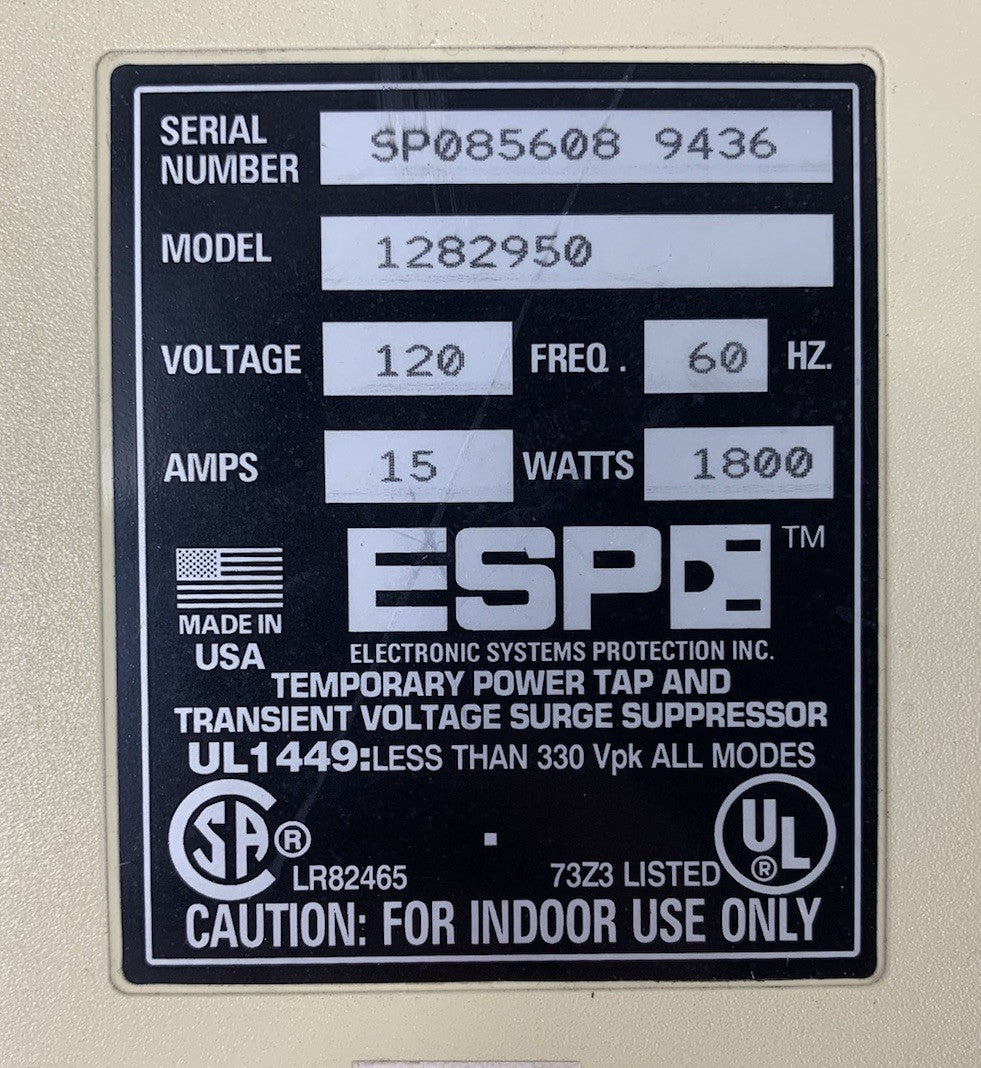 SERIAL NUMBER SP085608 9436
MODEL 1282950
VOLTAGE 120 FREQ. 60 HZ.
AMPS 15 WATTS 1800
ESP ™
MADE IN
USA
ELECTRONIC SYSTEMS PROTECTION INC.
TEMPORARY POWER TAP AND
TRANSIENT VOLTAGE SURGE SUPPRESSOR
UL1449:LESS THAN 330 Vpk ALL MODES
SA ® LR82465
73Z3 LISTED UL ®
CAUTION: FOR INDOOR USE ONLY